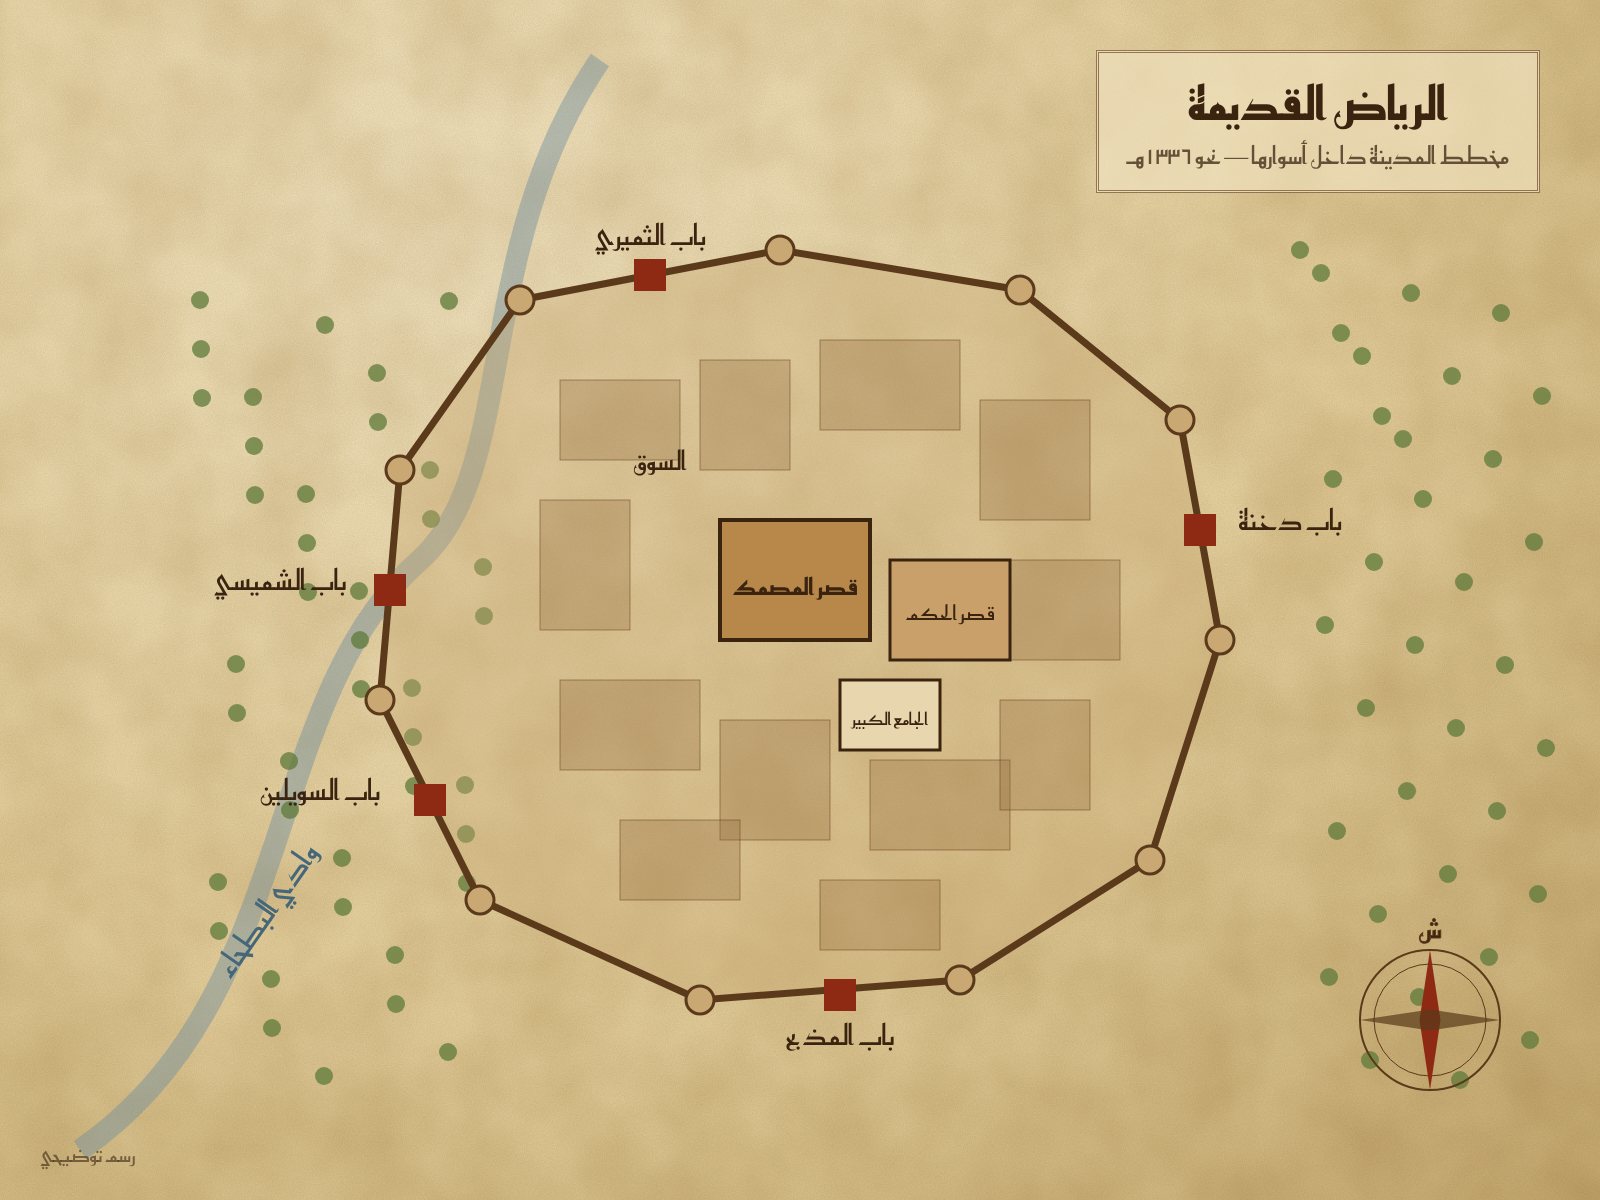 الرياض القديمة
مخطط المدينة داخل أسوارها — نحو ١٣٣٦هـ
باب الثميري
السوق
باب دخنة
باب الشميسي
قصر المصمك
قصر الحكم
الجامع الكبير
باب السويلين
وادي البطحاء
ش
باب المذبح
رسم توضيحي